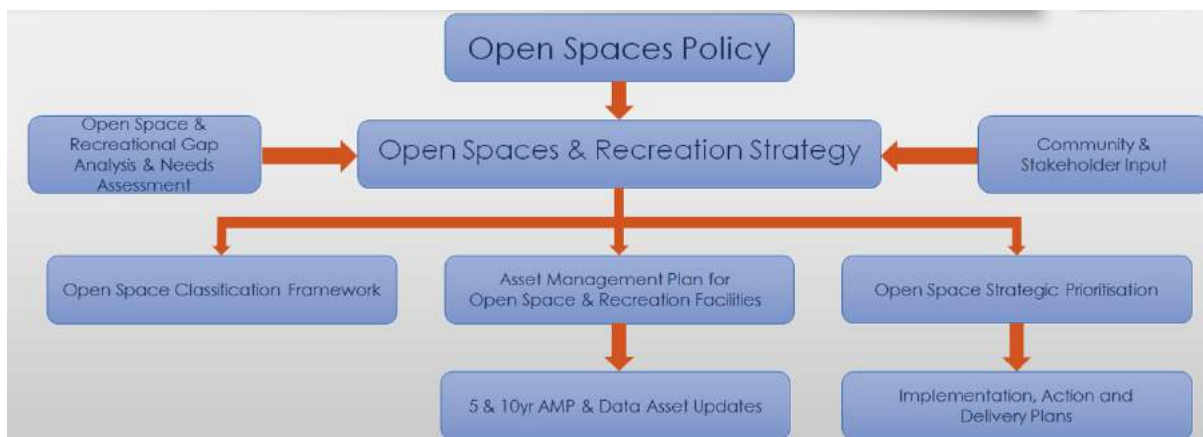 Open Spaces Policy
Open Space &
Recreational Gap
Analysis & Needs
Assessment
Open Spaces & Recreation Strategy
Community &
Stakeholder Input
Open Space Classification Framework
Asset Management Plan for
Open Space & Recreation Facilities
Open Space Strategic Prioritisation
5 & 10yr AMP & Data Asset Updates
Implementation, Action and
Delivery Plans